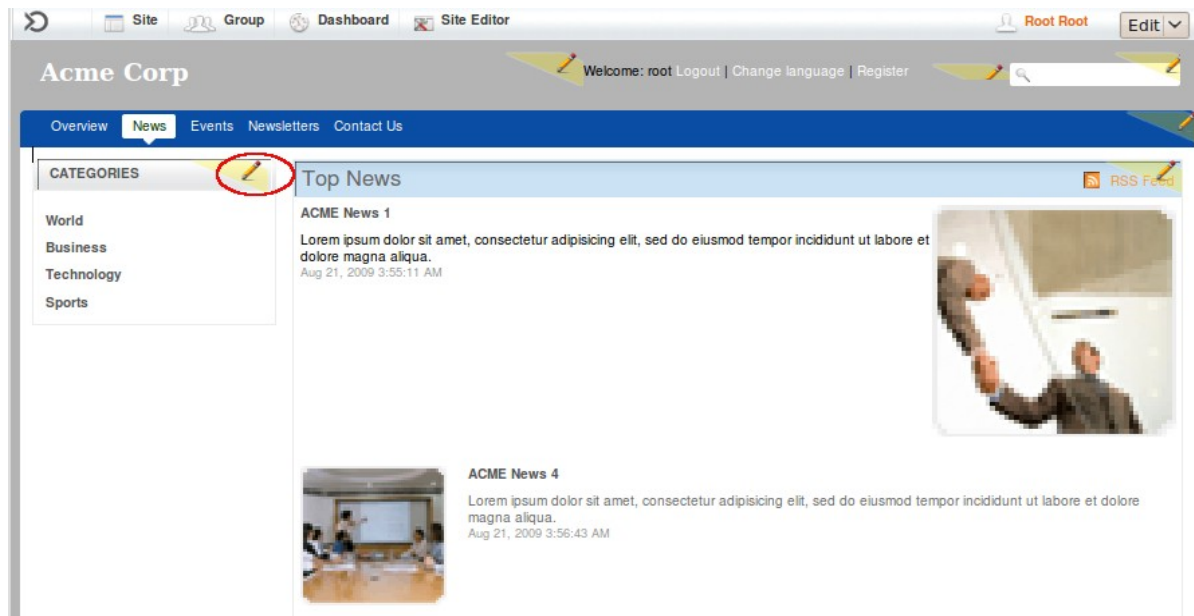 Site Group Dashboard Site Editor Root Root Edit
Acme Corp
Welcome: root Logout | Change language | Register
Overview News Events Newsletters Contact Us
CATEGORIES
World
Business
Technology
Sports
Top News
RSS Feed
ACME News 1
Lorem ipsum dolor sit amet, consectetur adipisicing elit, sed do eiusmod tempor incididunt ut labore et
dolore magna aliqua.
Aug 21, 2009 3:55:11 AM
ACME News 4
Lorem ipsum dolor sit amet, consectetur adipisicing elit, sed do eiusmod tempor incididunt ut labore et dolore
magna aliqua.
Aug 21, 2009 3:56:43 AM